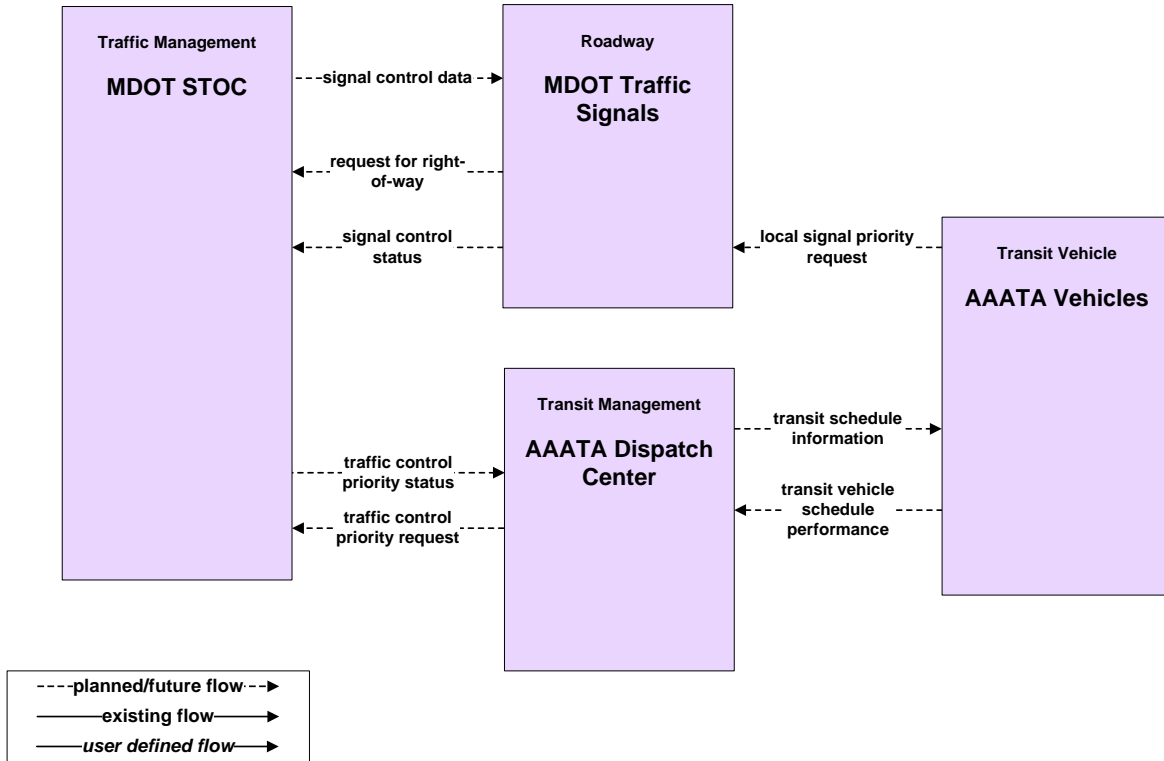 Traffic Management
MDOT STOC
signal control data
request for right-
of-way
signal control
status
traffic control
priority status
traffic control
priority request
Roadway
MDOT Traffic
Signals
local signal priority
request
Transit Management
AAATA Dispatch
Center
transit schedule
information
transit vehicle
schedule
performance
Transit Vehicle
AAATA Vehicles
planned/future flow
existing flow
user defined flow